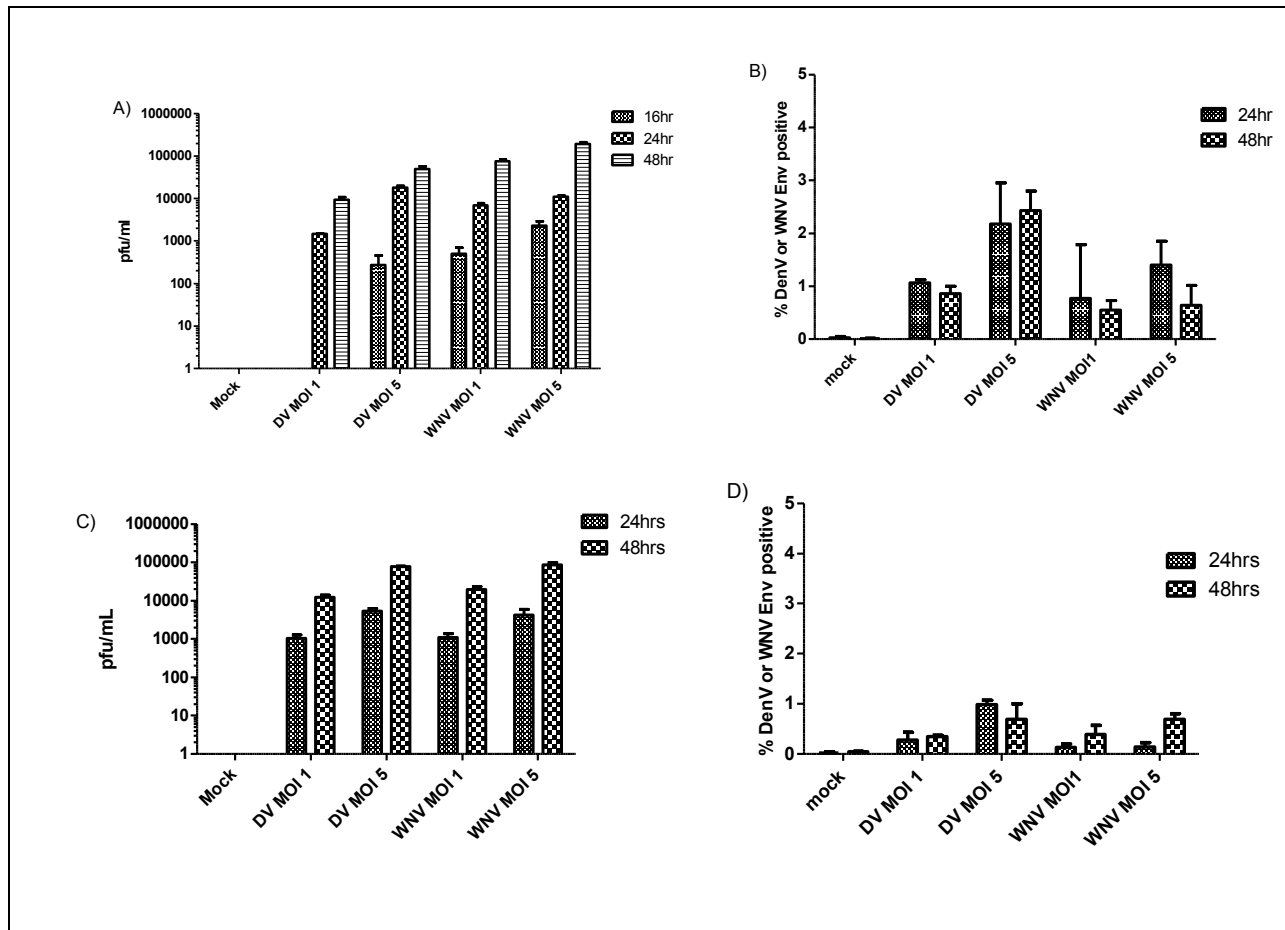 A)
1000000
100000
10000
1000
100
10
1
pfu/ml
16hr
24hr
48hr
Mock
DV MOI 1
DV MOI 5
WNV MOI 1
WNV MOI 5
B)
5
4
3
2
1
0
% DenV or WNV Env positive
24hr
48hr
mock
DV MOI 1
DV MOI 5
WNV MOI1
WNV MOI 5
C)
1000000
100000
10000
1000
100
10
1
pfu/mL
24hrs
48hrs
Mock
DV MOI 1
DV MOI 5
WNV MOI 1
WNV MOI 5
D)
5
4
3
2
1
0
% DenV or WNV Env positive
24hrs
48hrs
mock
DV MOI 1
DV MOI 5
WNV MOI1
WNV MOI 5